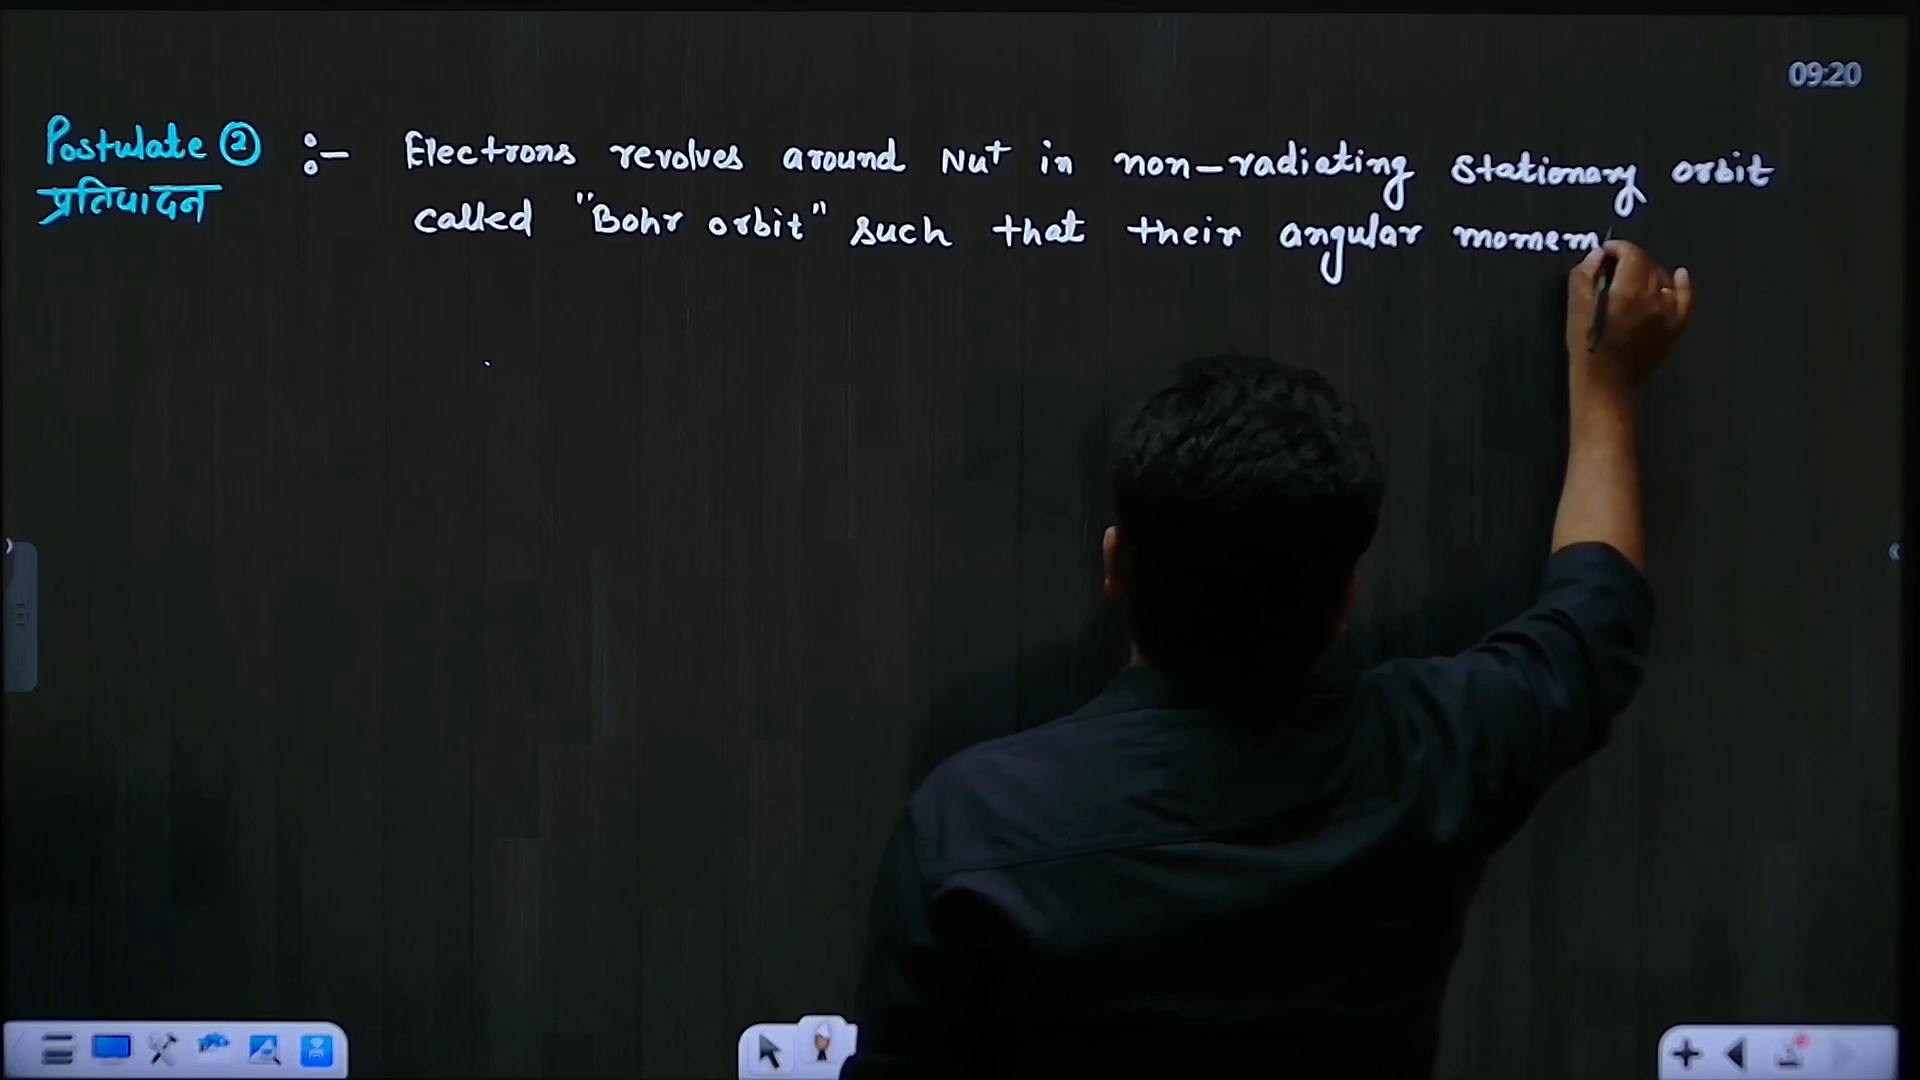 09:20
Postulate ② :- Electrons revolves around Nu⁺ in non-radiating stationary orbit
प्रतिपादन
called "Bohr orbit" such that their angular momem